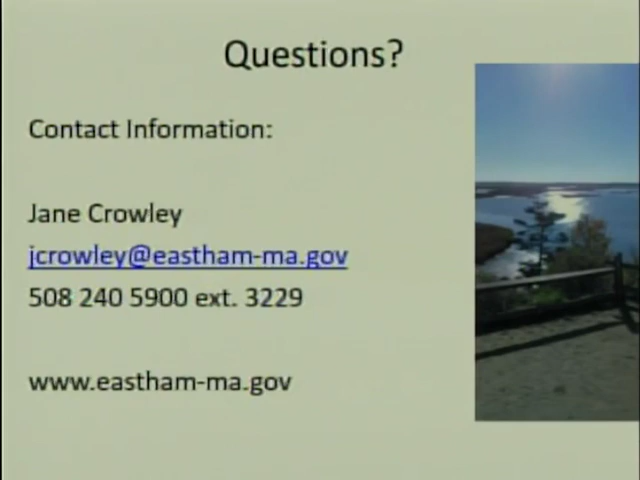 Questions?
Contact Information:
Jane Crowley
jcrowley@eastham-ma.gov
508 240 5900 ext. 3229
www.eastham-ma.gov